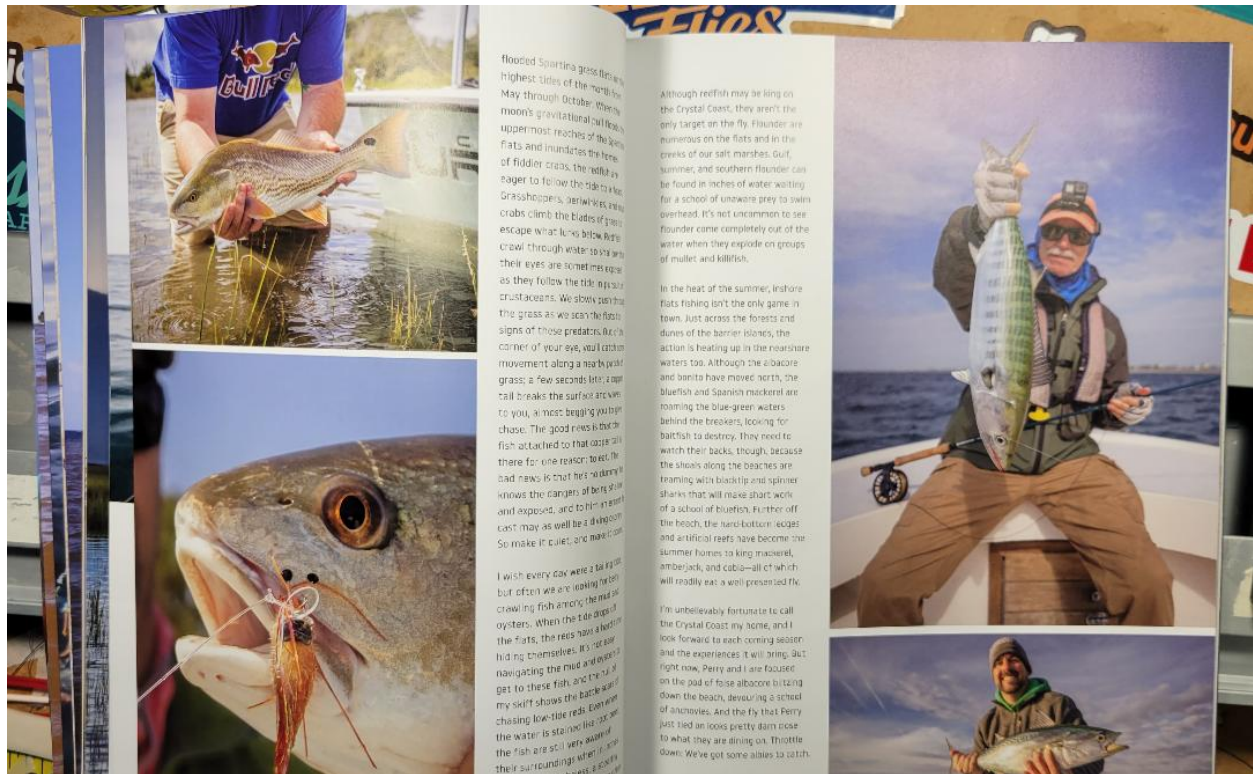 Flies
Gull Red
flooded Spartina grass flats on the
highest tides of the month from
May through October. When the
moon's gravitational pull floods the
uppermost reaches of the Spartina
flats and inundates the homes
of fiddler crabs, the redfish are
eager to follow the tide to a feast.
Grasshoppers, periwinkles, and
crabs climb the blades of grass to
escape what lurks below. Redfish
crawl through water so shallow
their eyes are sometimes exposed
as they follow the tide in pursuit of
crustaceans. We slowly push through
the grass as we scan the flats for
signs of these predators. Out of the
corner of your eye, you'll catch
movement along a nearby patch of
grass; a few seconds later, a copper
tail breaks the surface and waves
to you, almost begging you to give
chase. The good news is that the
fish attached to that copper tail is
there for one reason: to eat. The
bad news is that he's no dummy. He
knows the dangers of being shallow
and exposed, and to him an errant
cast may as well be a diving
So make it quiet, and make it count.
I wish every day were a tailing tide,
but often we are looking for belly
crawling fish among the mud and
oysters. When the tide drops off
the flats, the reds have a hard time
hiding themselves. It's not easy
navigating the mud and oysters to
get to these fish, and the hull of
my skiff shows the battle scars of
chasing low-tide reds. Even when
the water is stained like
the fish are still very aware of
their surroundings when in
Although redfish may be king on
the Crystal Coast, they aren't the
only target on the fly. Flounder are
numerous on the flats and in the
creeks of our salt marshes. Gulf,
summer, and southern flounder can
be found in inches of water waiting
for a school of unaware prey to swim
overhead. It's not uncommon to see
flounder come completely out of the
water when they explode on groups
of mullet and killifish.
In the heat of the summer, inshore
flats fishing isn't the only game in
town. Just across the forests and
dunes of the barrier islands, the
action is heating up in the nearshore
waters too. Although the albacore
and bonito have moved north, the
bluefish and Spanish mackerel are
roaming the blue-green waters
behind the breakers, looking for
baitfish to destroy. They need to
watch their backs, though, because
the shoals along the beaches are
teaming with blacktip and spinner
sharks that will make short work
of a school of bluefish. Further off
the beach, the hard-bottom ledges
and artificial reefs have become the
summer homes to king mackerel,
amberjack, and cobia—all of which
will readily eat a well-presented fly.
I'm unbelievably fortunate to call
the Crystal Coast my home, and I
look forward to each coming season
and the experiences it will bring. But
right now, Perry and I are focused
on the pod of false albacore blitzing
down the beach, devouring a school
of anchovies. And the fly that Perry
just tied on looks pretty darn close
to what they are dining on. Throttle
down: We've got some albies to catch.